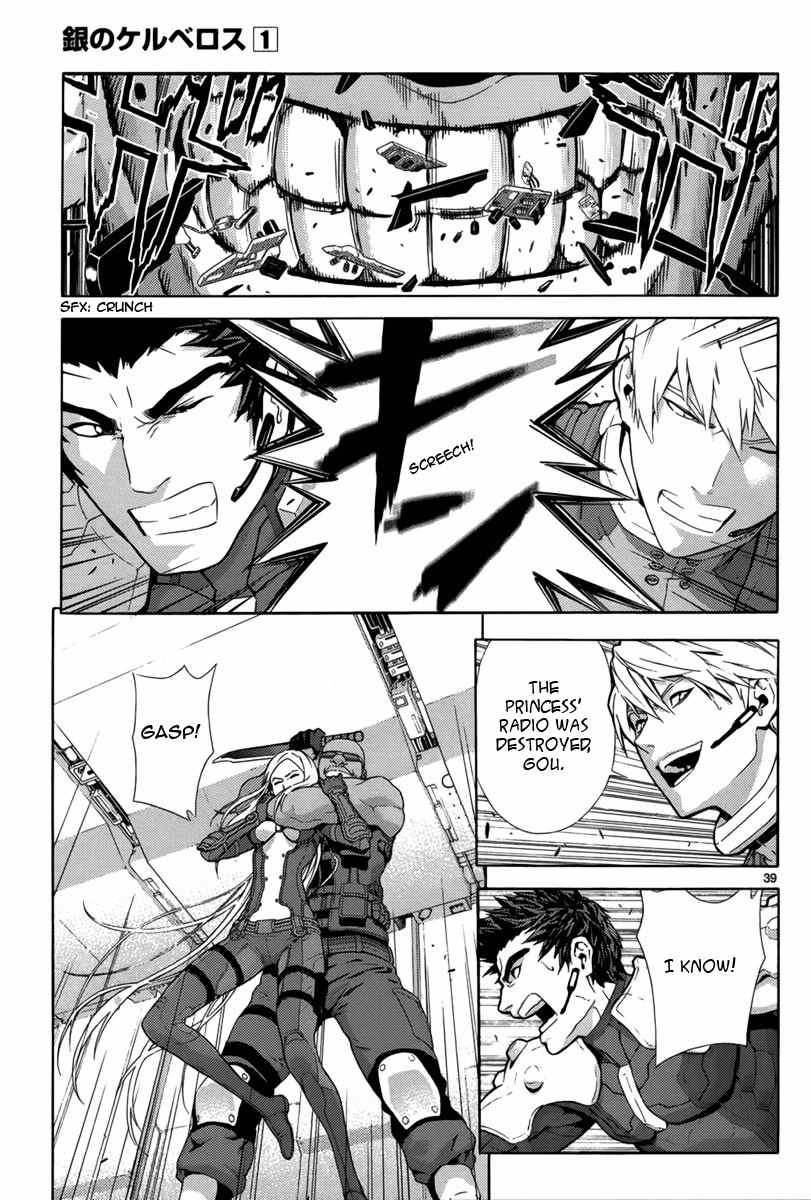 銀のケルベロス 1
SFX: CRUNCH
SCREECH!
THE
PRINCESS'
RADIO WAS
DESTROYED,
GOU.
39
I KNOW!
GASP!